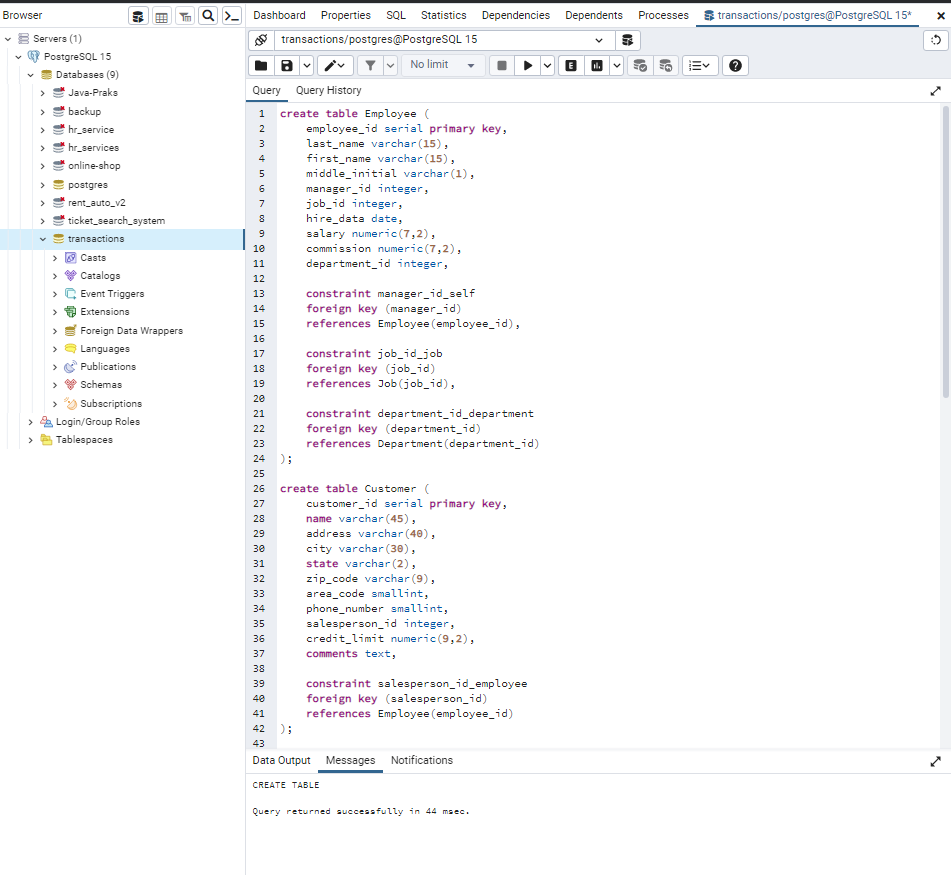 Browser
Servers (1)
PostgreSQL 15
Databases (9)
Java-Praks
backup
hr_service
hr_services
online-shop
postgres
rent_auto_v2
ticket_search_system
transactions
Casts
Catalogs
Event Triggers
Extensions
Foreign Data Wrappers
Languages
Publications
Schemas
Subscriptions
Login/Group Roles
Tablespaces
Dashboard Properties SQL Statistics Dependencies Dependents Processes transactions/postgres@PostgreSQL 15*
transactions/postgres@PostgreSQL 15
No limit
E
Query Query History
1 create table Employee (
2 employee_id serial primary key,
3 last_name varchar(15),
4 first_name varchar(15),
5 middle_initial varchar(1),
6 manager_id integer,
7 job_id integer,
8 hire_data date,
9 salary numeric(7,2),
10 commission numeric(7,2),
11 department_id integer,
12
13 constraint manager_id_self
14 foreign key (manager_id)
15 references Employee(employee_id),
16
17 constraint job_id_job
18 foreign key (job_id)
19 references Job(job_id),
20
21 constraint department_id_department
22 foreign key (department_id)
23 references Department(department_id)
24 );
25
26 create table Customer (
27 customer_id serial primary key,
28 name varchar(45),
29 address varchar(40),
30 city varchar(30),
31 state varchar(2),
32 zip_code varchar(9),
33 area_code smallint,
34 phone_number smallint,
35 salesperson_id integer,
36 credit_limit numeric(9,2),
37 comments text,
38
39 constraint salesperson_id_employee
40 foreign key (salesperson_id)
41 references Employee(employee_id)
42 );
43
Data Output Messages Notifications
CREATE TABLE
Query returned successfully in 44 msec.